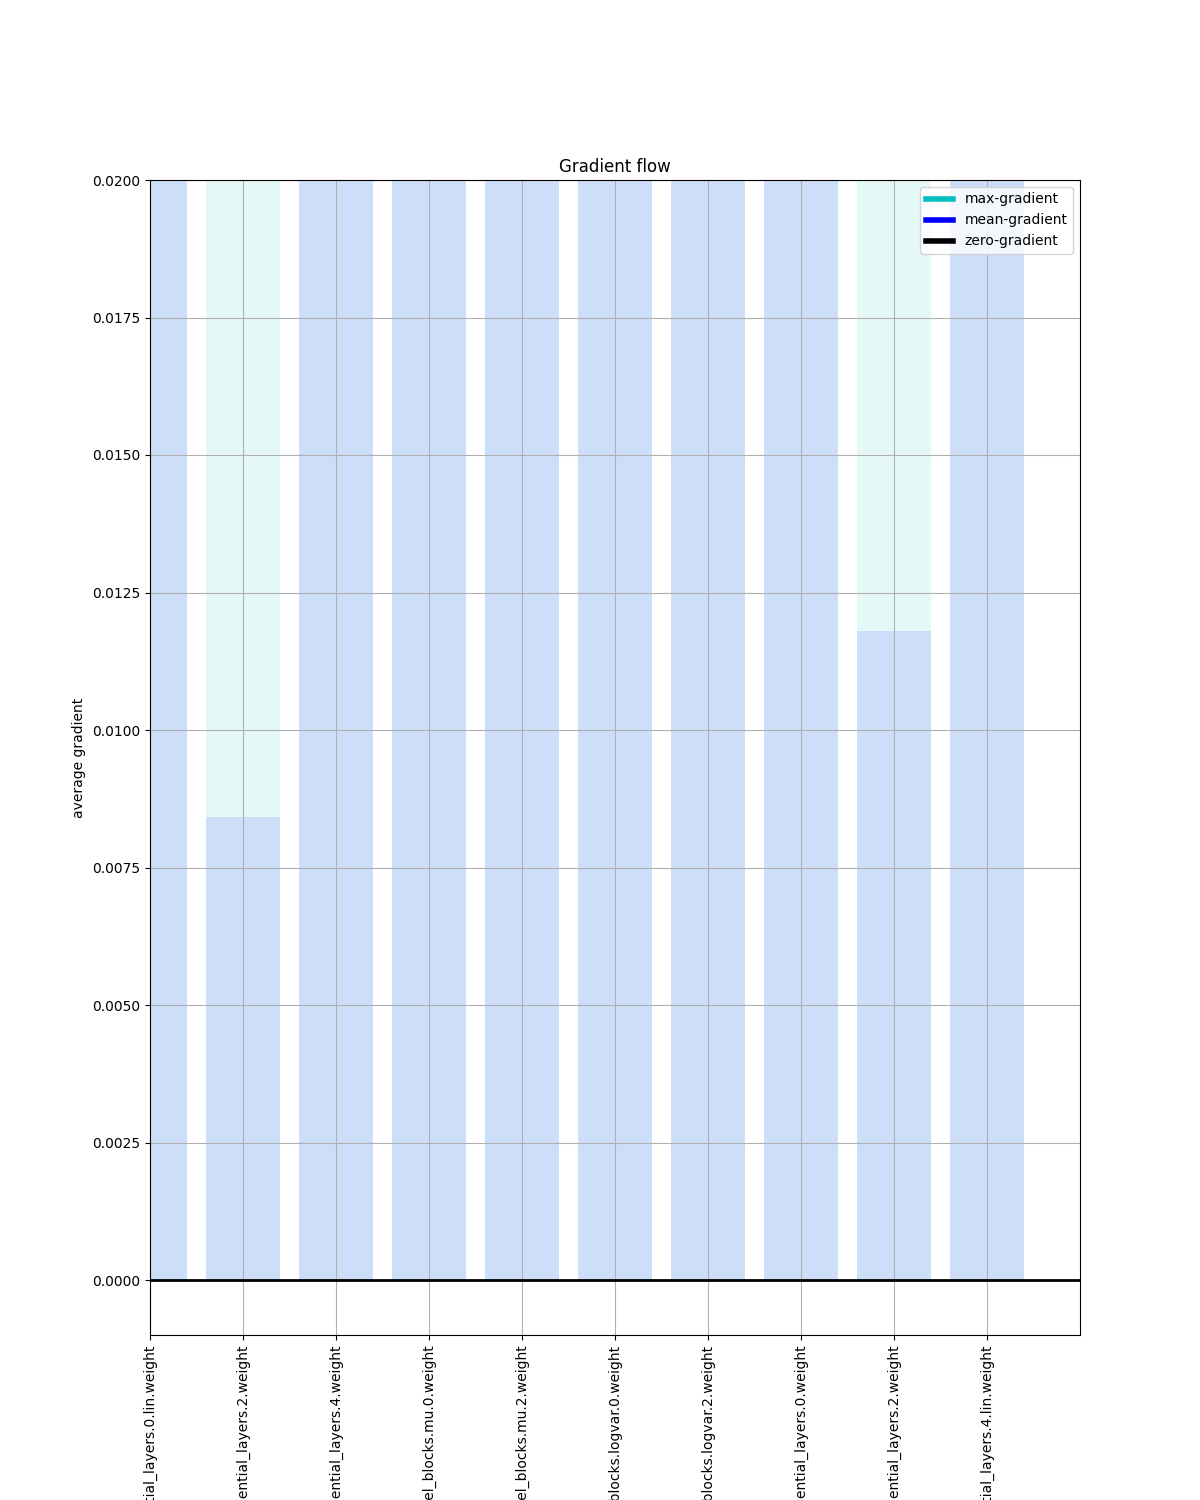 Gradient flow
max-gradient
mean-gradient
zero-gradient
0.0200
0.0175
0.0150
0.0125
0.0100
0.0075
0.0050
0.0025
0.0000
average gradient
tial_layers.0.lin.weight
ential_layers.2.weight
ential_layers.4.weight
el_blocks.mu.0.weight
el_blocks.mu.2.weight
blocks.logvar.0.weight
blocks.logvar.2.weight
ential_layers.0.weight
ential_layers.2.weight
tial_layers.4.lin.weight